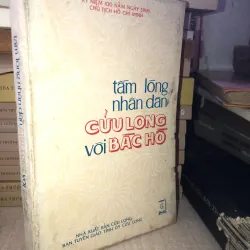 KỶ NIỆM 100 NĂM NGÀY SINH
CHỦ TỊCH HỒ CHÍ MINH
tấm lòng
nhân dân
CỬU LONG
với BÁC HỒ
NHÀ XUẤT BẢN CỬU LONG
BAN TUYÊN GIÁO TỈNH ỦY CỬU LONG